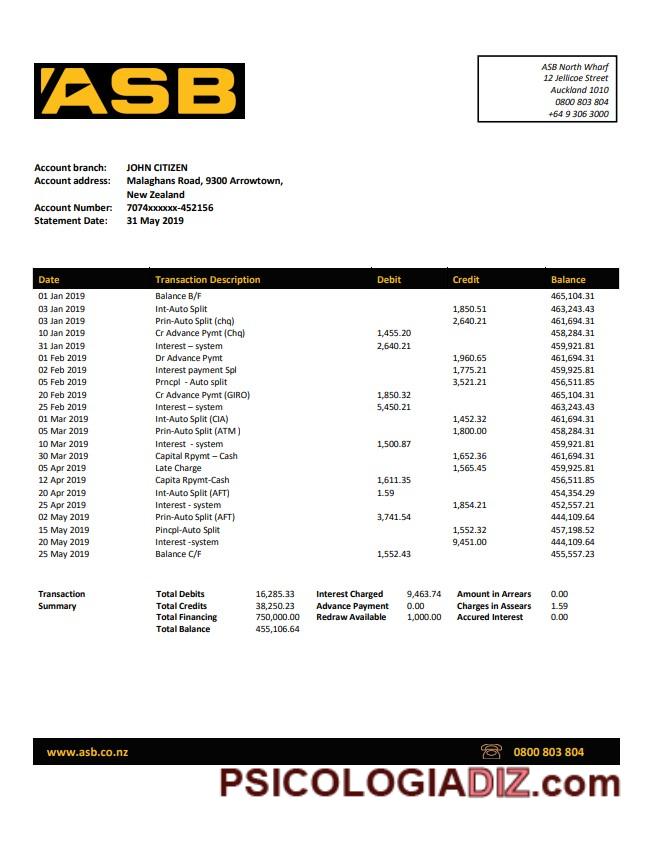 ASB
ASB North Wharf
12 Jellicoe Street
Auckland 1010
0800 803 804
+64 9 306 3000
Account branch: JOHN CITIZEN
Account address: Malaghans Road, 9300 Arrowtown,
New Zealand
Account Number: 7074xxxxxx-452156
Statement Date: 31 May 2019
Date Transaction Description Debit Credit Balance
01 Jan 2019 Balance B/F 465,104.31
03 Jan 2019 Int-Auto Split 1,850.51 463,243.43
03 Jan 2019 Prin-Auto Split (chq) 2,640.21 461,694.31
10 Jan 2019 Cr Advance Pymt (Chq) 1,455.20 458,284.31
31 Jan 2019 Interest – system 2,640.21 459,921.81
01 Feb 2019 Dr Advance Pymt 1,960.65 461,694.31
02 Feb 2019 Interest payment Spl 1,775.21 459,925.81
05 Feb 2019 Prncpl - Auto split 3,521.21 456,511.85
20 Feb 2019 Cr Advance Pymt (GIRO) 1,850.32 465,104.31
25 Feb 2019 Interest – system 5,450.21 463,243.43
01 Mar 2019 Int-Auto Split (CIA) 1,452.32 461,694.31
05 Mar 2019 Prin-Auto Split (ATM ) 1,800.00 458,284.31
10 Mar 2019 Interest - system 1,500.87 459,921.81
30 Mar 2019 Capital Rpymt – Cash 1,652.36 461,694.31
05 Apr 2019 Late Charge 1,565.45 459,925.81
12 Apr 2019 Capita Rpymt-Cash 1,611.35 456,511.85
20 Apr 2019 Int-Auto Split (AFT) 1.59 454,354.29
25 Apr 2019 Interest - system 1,854.21 452,557.21
02 May 2019 Prin-Auto Split (AFT) 3,741.54 444,109.64
15 May 2019 Pincpl-Auto Split 1,552.32 457,198.52
20 May 2019 Interest -system 9,451.00 444,109.64
25 May 2019 Balance C/F 1,552.43 455,557.23
Transaction Total Debits 16,285.33 Interest Charged 9,463.74 Amount in Arrears 0.00
Summary Total Credits 38,250.23 Advance Payment 0.00 Charges in Assears 1.59
Total Financing 750,000.00 Redraw Available 1,000.00 Accured Interest 0.00
Total Balance 455,106.64
www.asb.co.nz 0800 803 804
PSICOLOGIADIZ.com